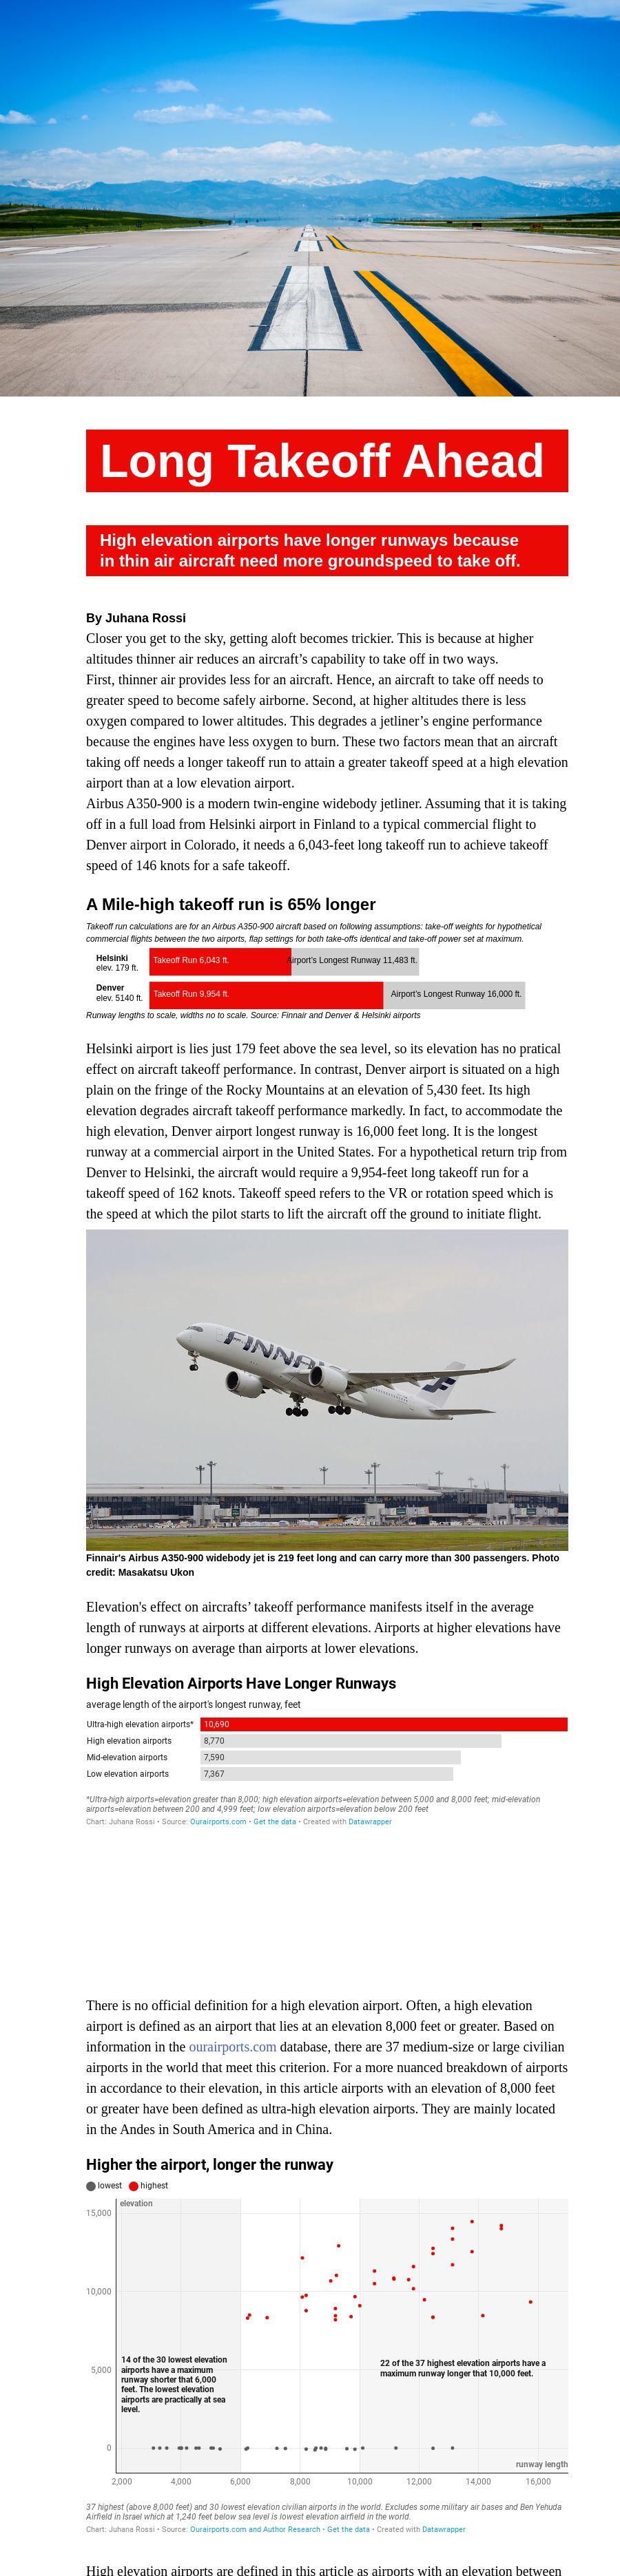 Long Takeoff Ahead
High elevation airports have longer runways because
in thin air aircraft need more groundspeed to take off.
By Juhana Rossi
Closer you get to the sky, getting aloft becomes trickier. This is because at higher
altitudes thinner air reduces an aircraft’s capability to take off in two ways.
First, thinner air provides less for an aircraft. Hence, an aircraft to take off needs to
greater speed to become safely airborne. Second, at higher altitudes there is less
oxygen compared to lower altitudes. This degrades a jetliner’s engine performance
because the engines have less oxygen to burn. These two factors mean that an aircraft
taking off needs a longer takeoff run to attain a greater takeoff speed at a high elevation
airport than at a low elevation airport.
Airbus A350-900 is a modern twin-engine widebody jetliner. Assuming that it is taking
off in a full load from Helsinki airport in Finland to a typical commercial flight to
Denver airport in Colorado, it needs a 6,043-feet long takeoff run to achieve takeoff
speed of 146 knots for a safe takeoff.
A Mile-high takeoff run is 65% longer
Takeoff run calculations are for an Airbus A350-900 aircraft based on following assumptions: take-off weights for hypothetical
commercial flights between the two airports, flap settings for both take-offs identical and take-off power set at maximum.
Helsinki
elev. 179 ft.
Takeoff Run 6,043 ft.
Airport's Longest Runway 11,483 ft.
Denver
elev. 5140 ft.
Takeoff Run 9,954 ft.
Airport's Longest Runway 16,000 ft.
Runway lengths to scale, widths no to scale. Source: Finnair and Denver & Helsinki airports
Helsinki airport is lies just 179 feet above the sea level, so its elevation has no pratical
effect on aircraft takeoff performance. In contrast, Denver airport is situated on a high
plain on the fringe of the Rocky Mountains at an elevation of 5,430 feet. Its high
elevation degrades aircraft takeoff performance markedly. In fact, to accommodate the
high elevation, Denver airport longest runway is 16,000 feet long. It is the longest
runway at a commercial airport in the United States. For a hypothetical return trip from
Denver to Helsinki, the aircraft would require a 9,954-feet long takeoff run for a
takeoff speed of 162 knots. Takeoff speed refers to the VR or rotation speed which is
the speed at which the pilot starts to lift the aircraft off the ground to initiate flight.
FINNAIR
Finnair's Airbus A350-900 widebody jet is 219 feet long and can carry more than 300 passengers. Photo
credit: Masakatsu Ukon
Elevation's effect on aircrafts’ takeoff performance manifests itself in the average
length of runways at airports at different elevations. Airports at higher elevations have
longer runways on average than airports at lower elevations.
High Elevation Airports Have Longer Runways
average length of the airport's longest runway, feet
Ultra-high elevation airports* 10,690
High elevation airports 8,770
Mid-elevation airports 7,590
Low elevation airports 7,367
*Ultra-high airports=elevation greater than 8,000; high elevation airports=elevation between 5,000 and 8,000 feet; mid-elevation
airports=elevation between 200 and 4,999 feet; low elevation airports=elevation below 200 feet
Chart: Juhana Rossi • Source: Ourairports.com • Get the data • Created with Datawrapper
There is no official definition for a high elevation airport. Often, a high elevation
airport is defined as an airport that lies at an elevation 8,000 feet or greater. Based on
information in the ourairports.com database, there are 37 medium-size or large civilian
airports in the world that meet this criterion. For a more nuanced breakdown of airports
in accordance to their elevation, in this article airports with an elevation of 8,000 feet
or greater have been defined as ultra-high elevation airports. They are mainly located
in the Andes in South America and in China.
Higher the airport, longer the runway
lowest highest
elevation
15,000
10,000
5,000
0
14 of the 30 lowest elevation
airports have a maximum
runway shorter that 6,000
feet. The lowest elevation
airports are practically at sea
level.
22 of the 37 highest elevation airports have a
maximum runway longer that 10,000 feet.
runway length
2,000 4,000 6,000 8,000 10,000 12,000 14,000 16,000
37 highest (above 8,000 feet) and 30 lowest elevation civilian airports in the world. Excludes some military air bases and Ben Yehuda
Airfield in Israel which at 1,240 feet below sea level is lowest elevation airfield in the world.
Chart: Juhana Rossi • Source: Ourairports.com and Author Research • Get the data • Created with Datawrapper
High elevation airports are defined in this article as airports with an elevation between